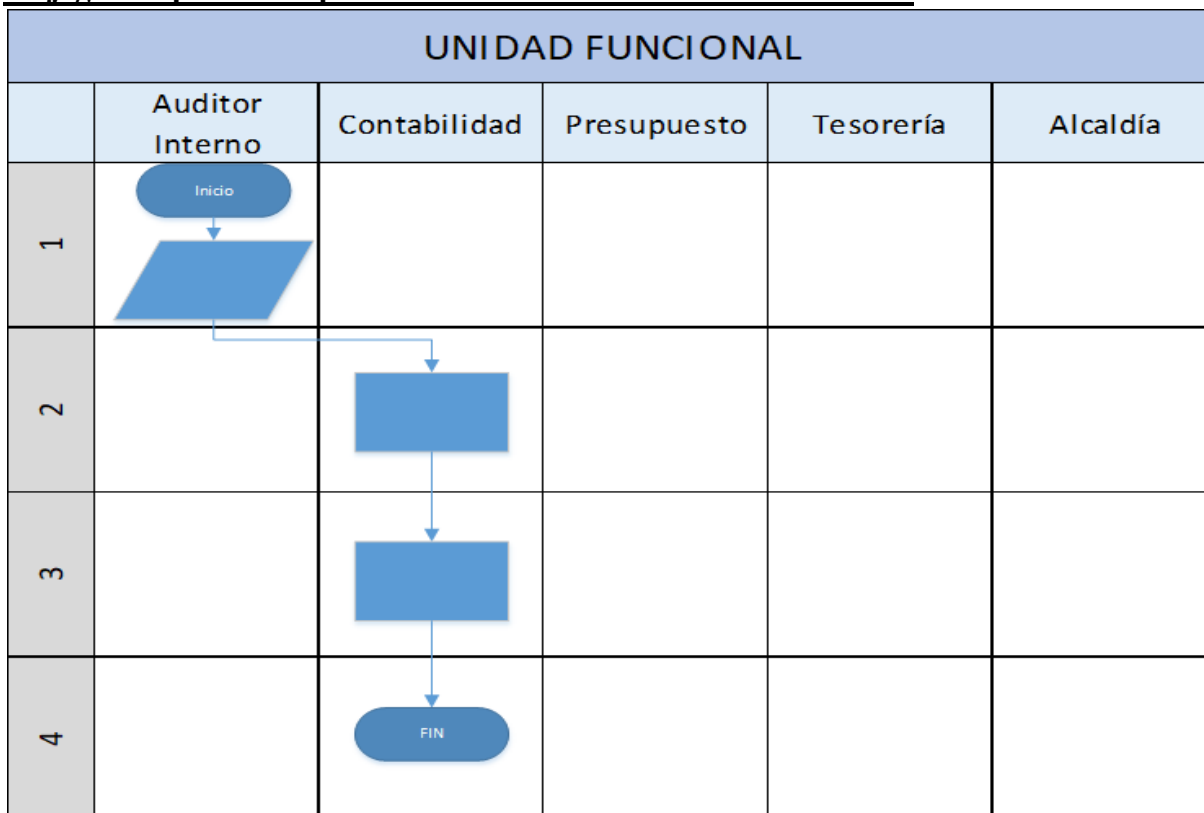 UNIDAD FUNCIONAL
Auditor
Interno
Contabilidad
Presupuesto
Tesorería
Alcaldía
1
Inicio
2
3
4
FIN